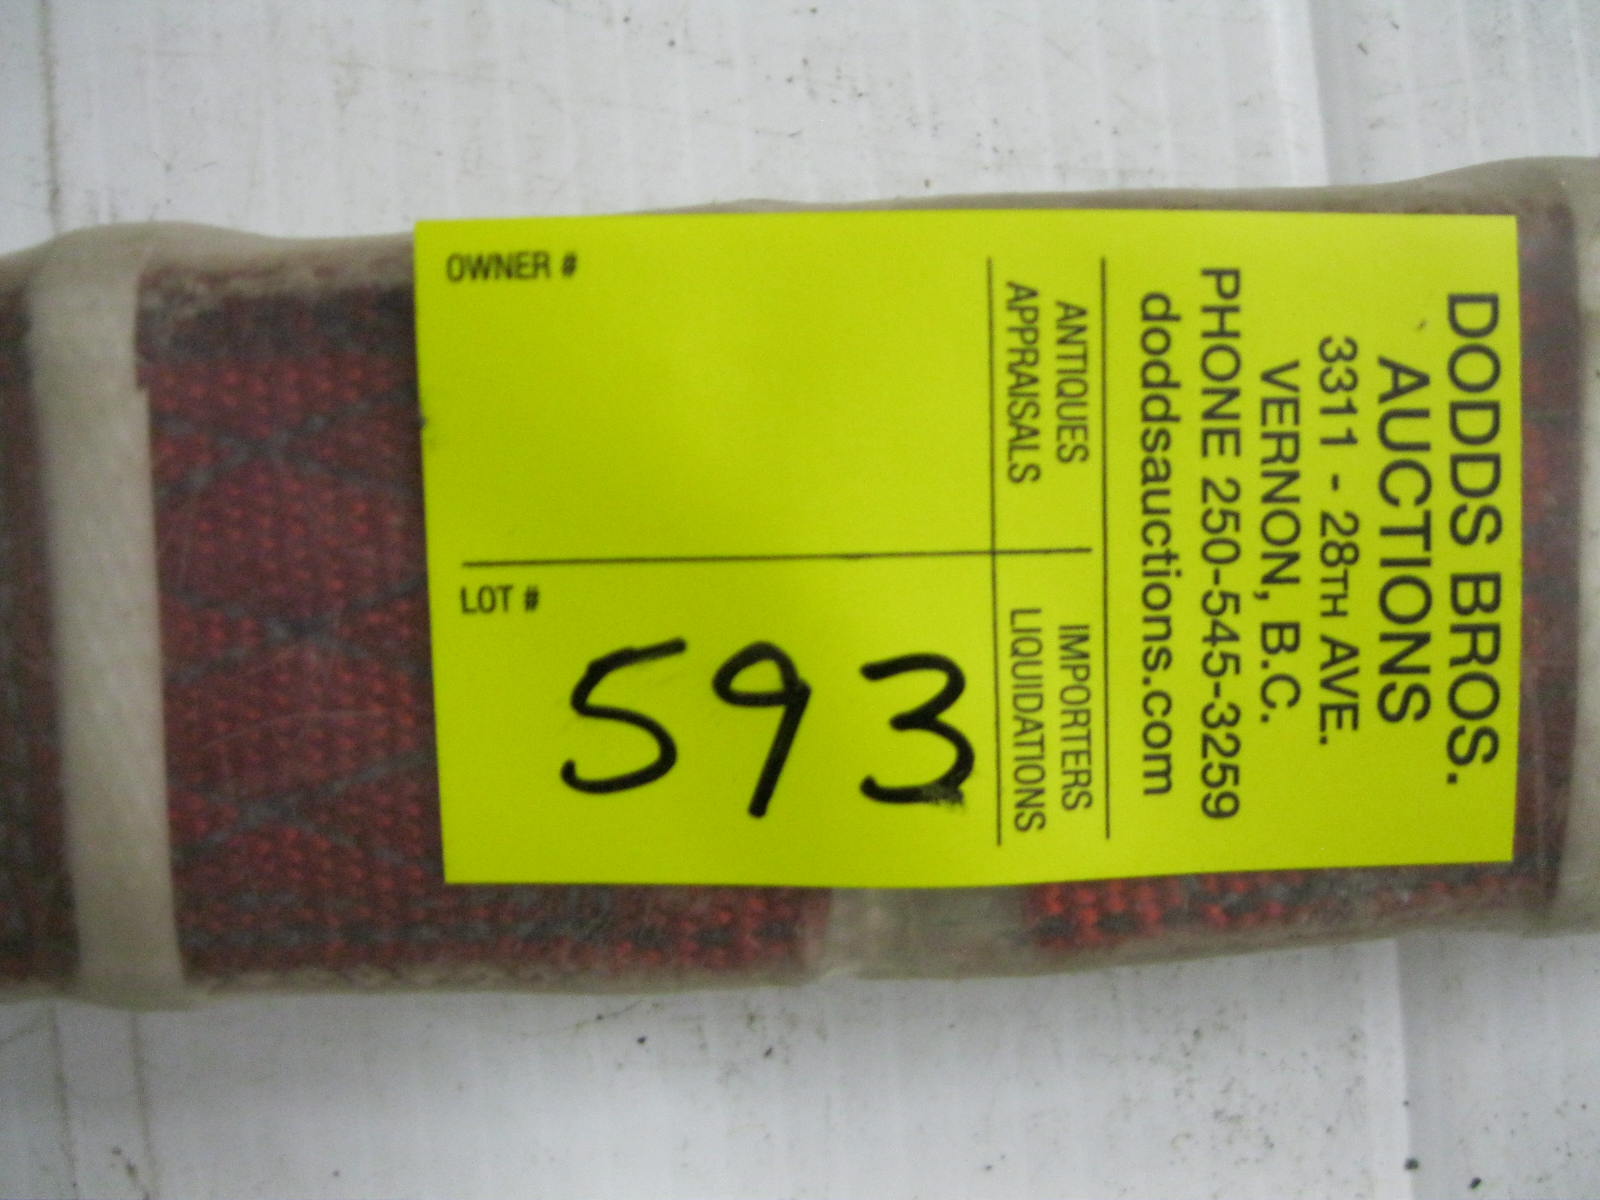 DODDS BROS.
AUCTIONS
3311 - 28TH AVE.
VERNON, B.C.
PHONE 250-545-3259
doddsauctions.com
ANTIQUES
APPRAISALS
IMPORTERS
LIQUIDATIONS
OWNER #
LOT #
593